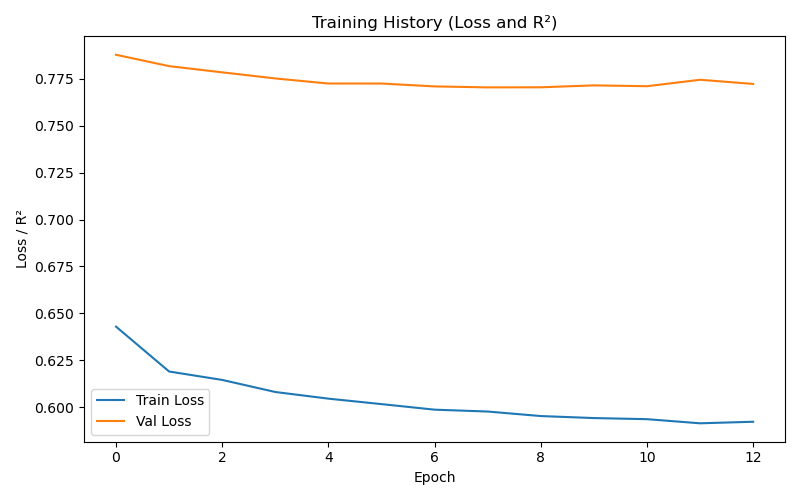 Training History (Loss and R²)
Loss / R²
0.775
0.750
0.725
0.700
0.675
0.650
0.625
0.600
Train Loss
Val Loss
0 2 4 6 8 10 12
Epoch